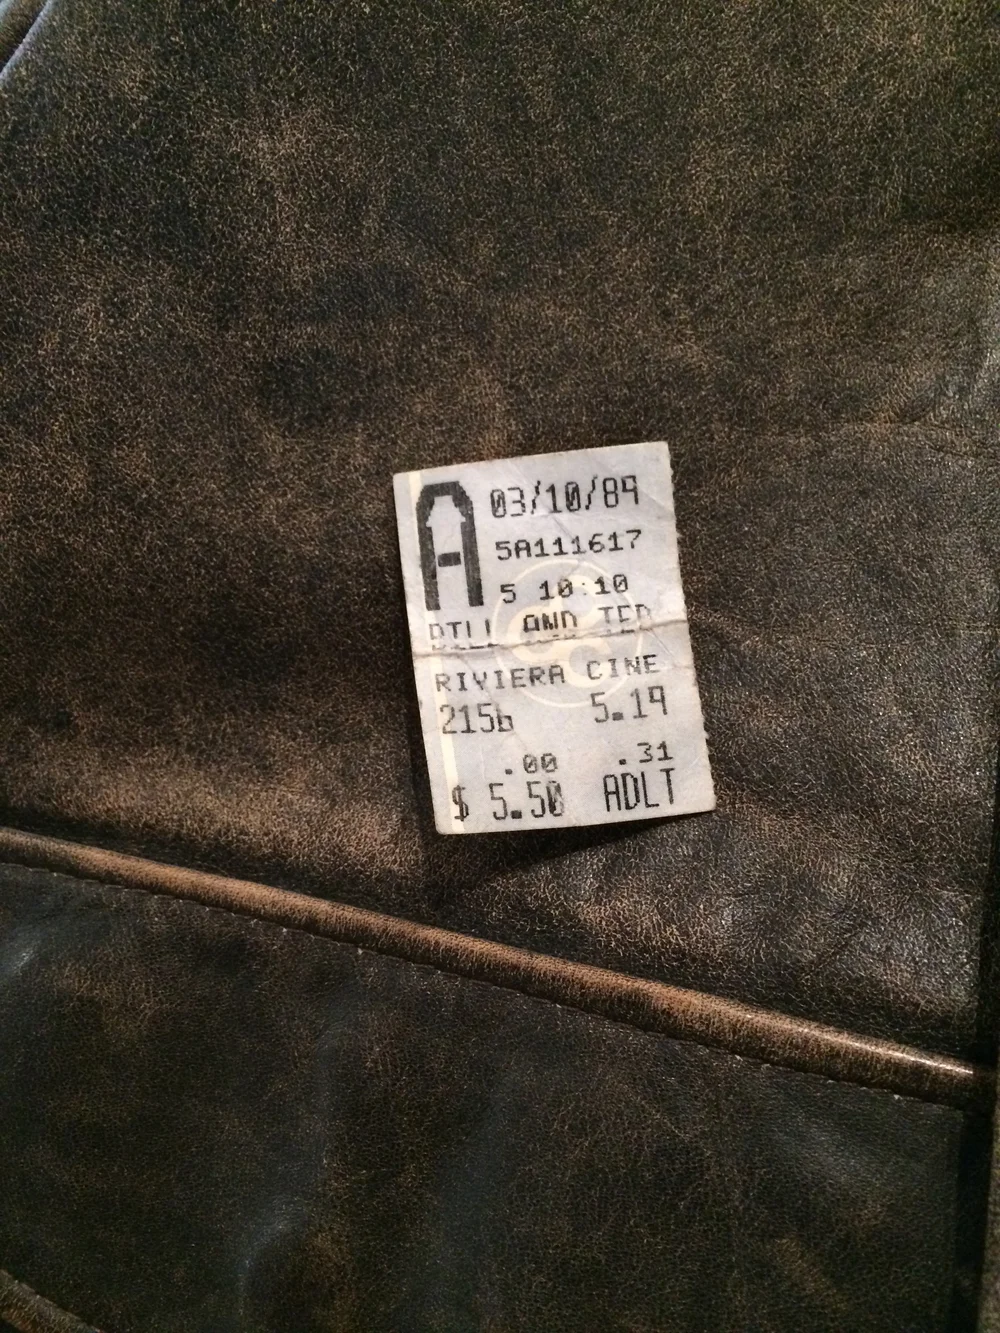 A 03/10/89
5A111617
5 10:10
BILL AND TED
RIVIERA CINE
2156 5.19
.00 .31
$ 5.50 ADLT